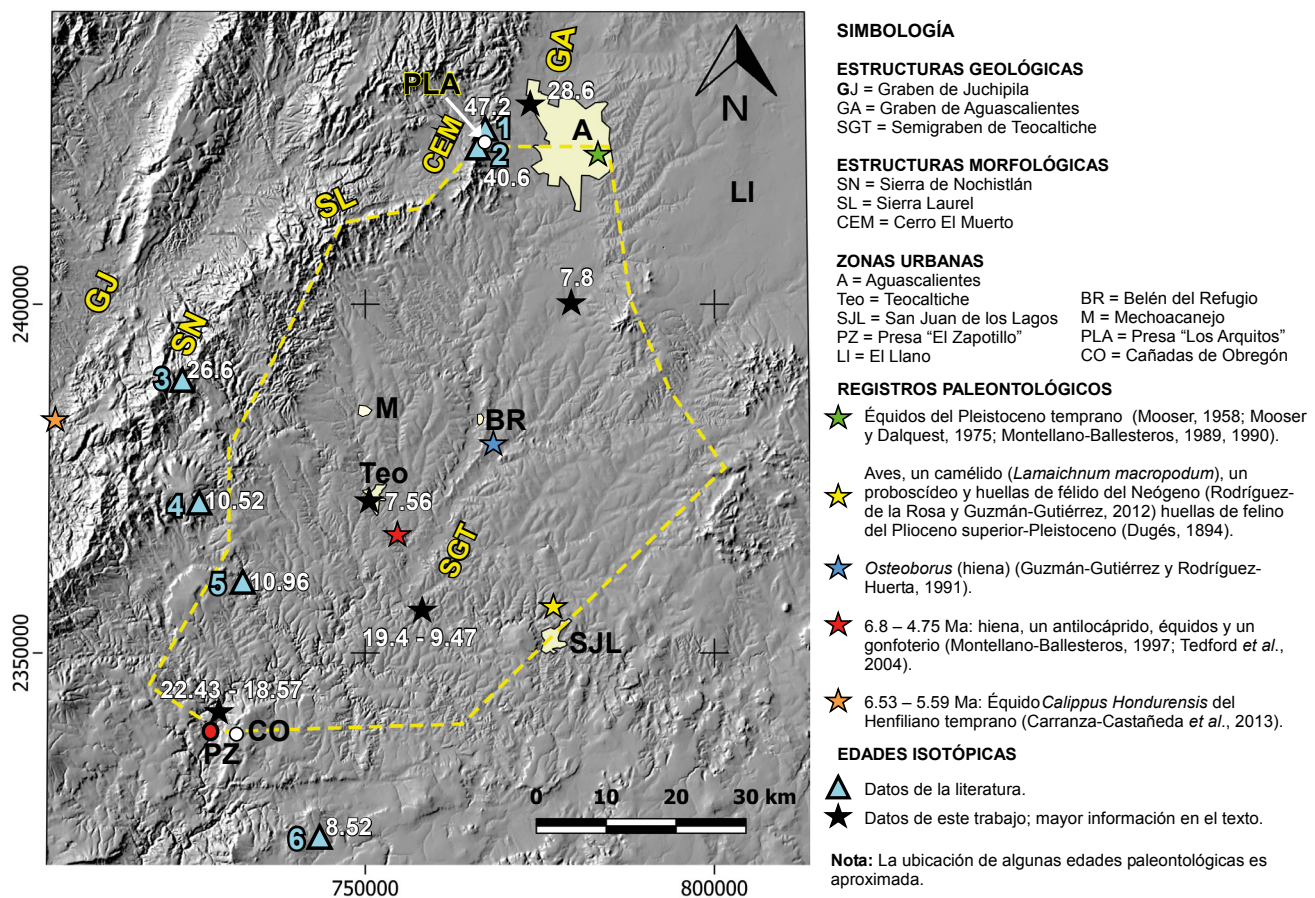 GA
PLA
28.6
47.2
1
A
N
CEM
2
40.6
LI
SL
GJ
7.8
2400000
SN
3
26.6
M
BR
Teo
4
10.52
7.56
SGT
5
10.96
19.4 - 9.47
SJL
2350000
22.43 - 18.57
CO
PZ
0 10 20 30 km
6
8.52
750000
800000
SIMBOLOGÍA
ESTRUCTURAS GEOLÓGICAS
GJ = Graben de Juchipila
GA = Graben de Aguascalientes
SGT = Semigraben de Teocaltiche
ESTRUCTURAS MORFOLÓGICAS
SN = Sierra de Nochistlán
SL = Sierra Laurel
CEM = Cerro El Muerto
ZONAS URBANAS
A = Aguascalientes
Teo = Teocaltiche
SJL = San Juan de los Lagos
PZ = Presa "El Zapotillo"
LI = El Llano
BR = Belén del Refugio
M = Mechoacanejo
PLA = Presa "Los Arquitos"
CO = Cañadas de Obregón
REGISTROS PALEONTOLÓGICOS
Équidos del Pleistoceno temprano (Mooser, 1958; Mooser
y Dalquest, 1975; Montellano-Ballesteros, 1989, 1990).
Aves, un camélido (Lamaichnum macropodum), un
proboscídeo y huellas de félido del Neógeno (Rodríguez-
de la Rosa y Guzmán-Gutiérrez, 2012) huellas de felino
del Plioceno superior-Pleistoceno (Dugés, 1894).
Osteoborus (hiena) (Guzmán-Gutiérrez y Rodríguez-
Huerta, 1991).
6.8 – 4.75 Ma: hiena, un antilocáprido, équidos y un
gonfoterio (Montellano-Ballesteros, 1997; Tedford et al.,
2004).
6.53 – 5.59 Ma: Équido Calippus Hondurensis del
Henfiliano temprano (Carranza-Castañeda et al., 2013).
EDADES ISOTÓPICAS
Datos de la literatura.
Datos de este trabajo; mayor información en el texto.
Nota: La ubicación de algunas edades paleontológicas es
aproximada.